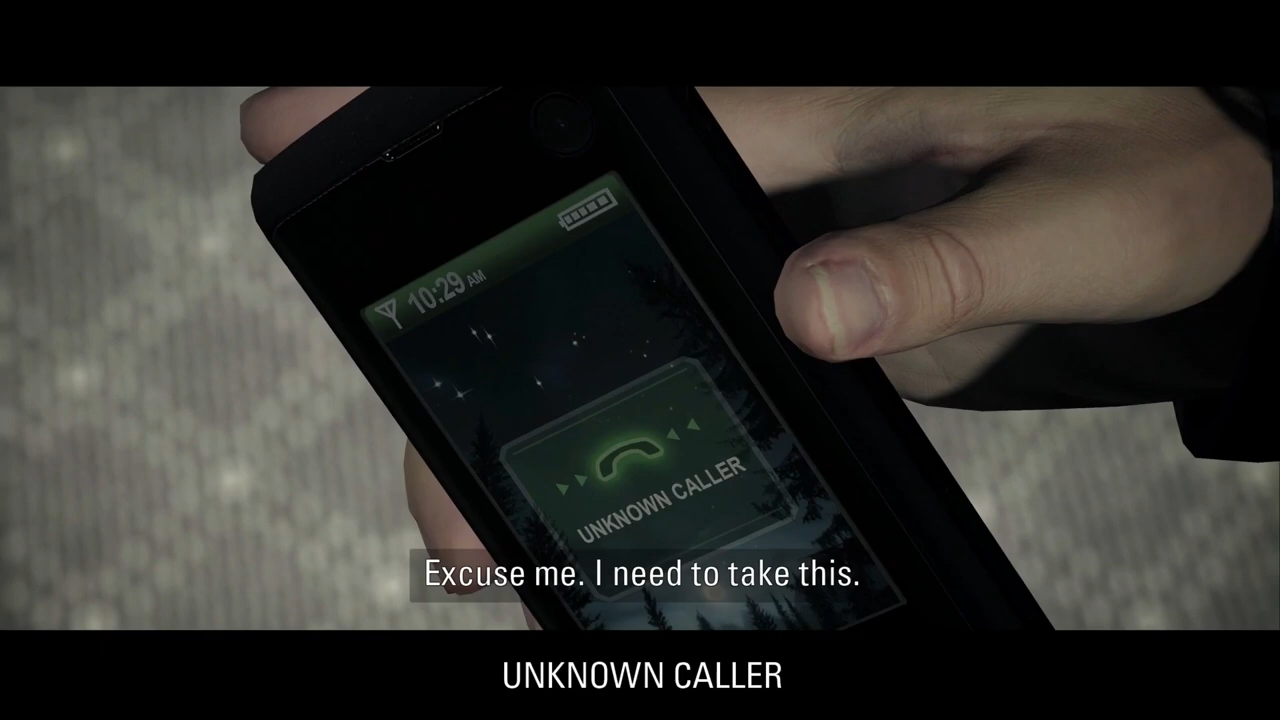 10:29 AM
UNKNOWN CALLER
Excuse me. I need to take this.
UNKNOWN CALLER